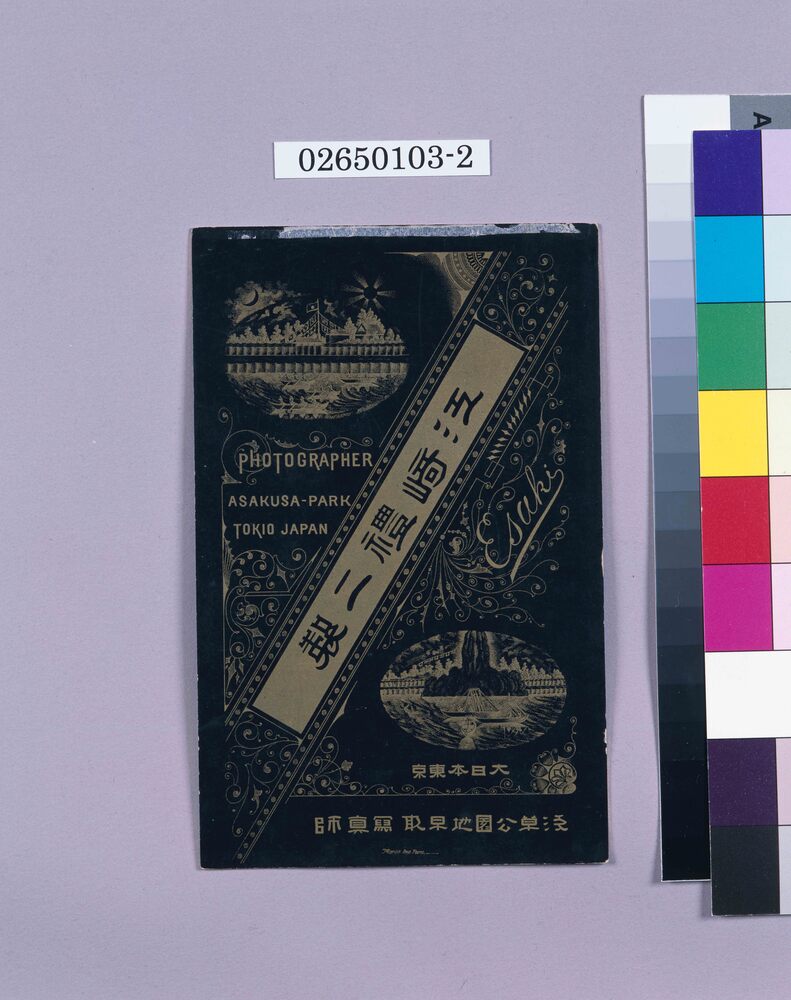 02650103-2
A
江崎禮二製
PHOTOGRAPHER
ASAKUSA-PARK
TOKIO JAPAN
Esaki
大日本東京
浅草公園地早取寫真師